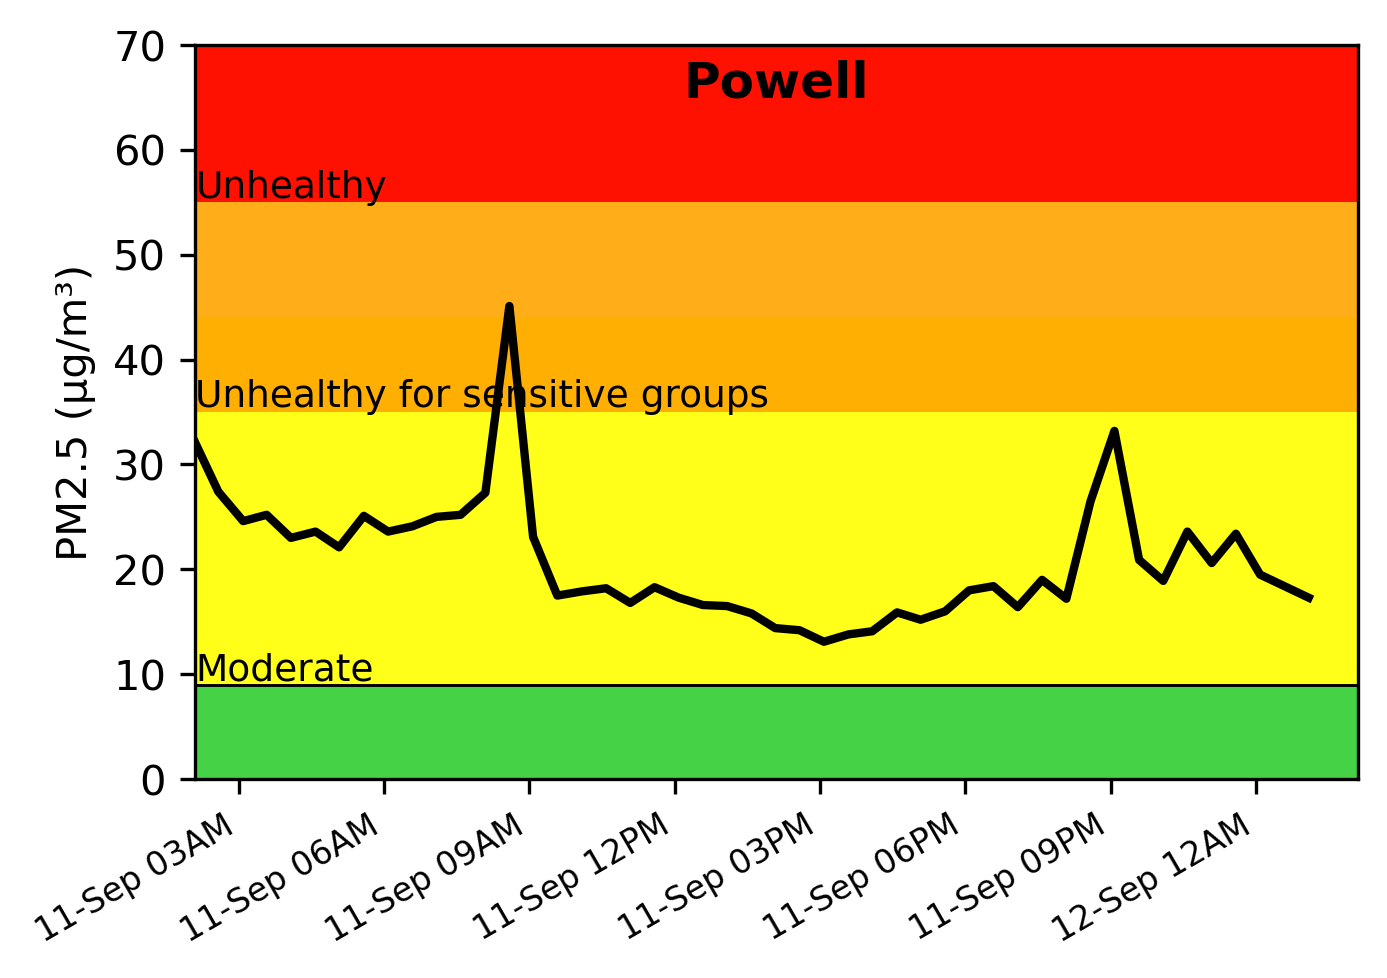 Powell
70
60
50
40
30
20
10
0
PM2.5 (µg/m³)
Unhealthy
Unhealthy for sensitive groups
Moderate
11-Sep 03AM
11-Sep 06AM
11-Sep 09AM
11-Sep 12PM
11-Sep 03PM
11-Sep 06PM
11-Sep 09PM
12-Sep 12AM